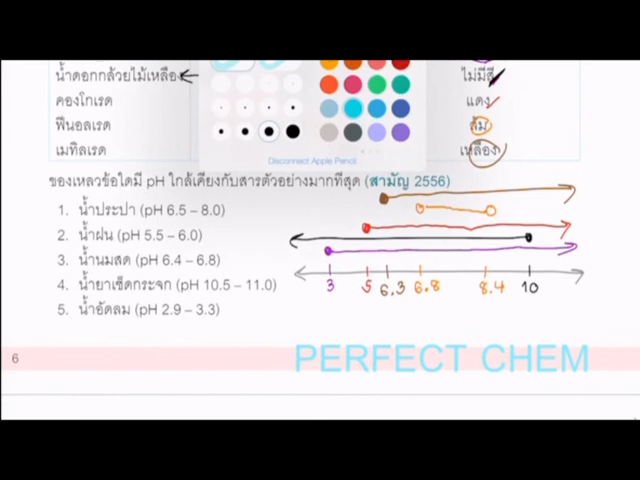 น้ำดอกกล้วยไม้เหลือง
ไม่มีสี
คองโกเรด
แดง
ฟีนอลเรด
ส้ม
เมทิลเรด
เหลือง
Disconnect Apple Pencil
ของเหลวข้อใดมี pH ใกล้เคียงกับสารตัวอย่างมากที่สุด (สามัญ 2556)
1. น้ำประปา (pH 6.5 – 8.0)
2. น้ำฝน (pH 5.5 – 6.0)
3. น้ำนมสด (pH 6.4 – 6.8)
4. น้ำยาเช็ดกระจก (pH 10.5 – 11.0)
5. น้ำอัดลม (pH 2.9 – 3.3)
3 5 6.3 6.8 8.4 10
6
PERFECT CHEM